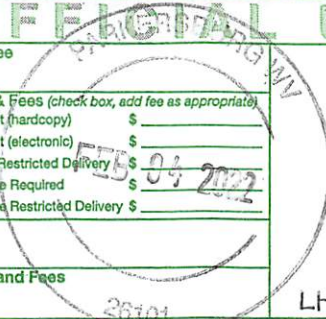 FFICIAL U
PARKERSBURG WV
ee
& Fees (check box, add fee as appropriate)
t (hardcopy) $
t (electronic) $
Restricted Delivery $
e Required $
e Restricted Delivery $
FEB 04 2022
and Fees
26101
LH